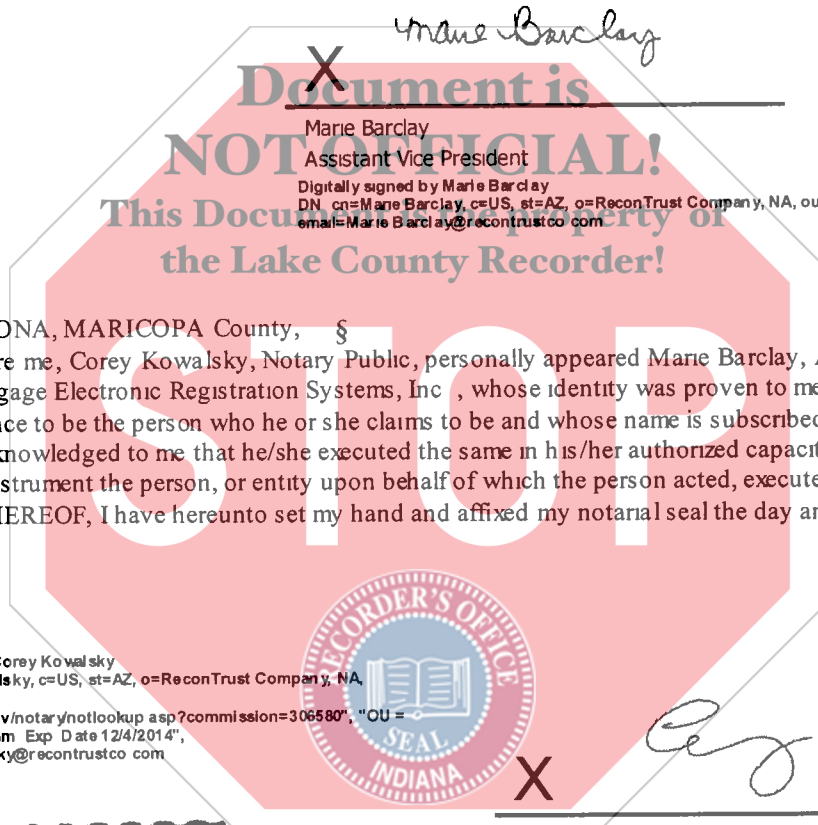 Marie Barclay
X
Document is
Marie Barclay
NOT OFFICIAL!
Assistant Vice President
Digitally signed by Marie Barclay
DN cn=Marie Barclay, c=US, st=AZ, o=ReconTrust Company, NA, ou
This Document is the property of
email=Marie Barclay@recontrustco com
the Lake County Recorder!
ONA, MARICOPA County, §
re me, Corey Kowalsky, Notary Public, personally appeared Marie Barclay, A
gage Electronic Registration Systems, Inc , whose identity was proven to me
nce to be the person who he or she claims to be and whose name is subscribed
knowledged to me that he/she executed the same in his/her authorized capacit
strument the person, or entity upon behalf of which the person acted, execute
HEREOF, I have hereunto set my hand and affixed my notarial seal the day an
STOP
RECORDER'S OFFICE
SEAL
INDIANA
Corey Kowalsky
lsky, c=US, st=AZ, o=ReconTrust Company, NA,
v/notary/notlookup asp?commission=306580", "OU =
m Exp Date 12/4/2014",
ky@recontrustco com
X